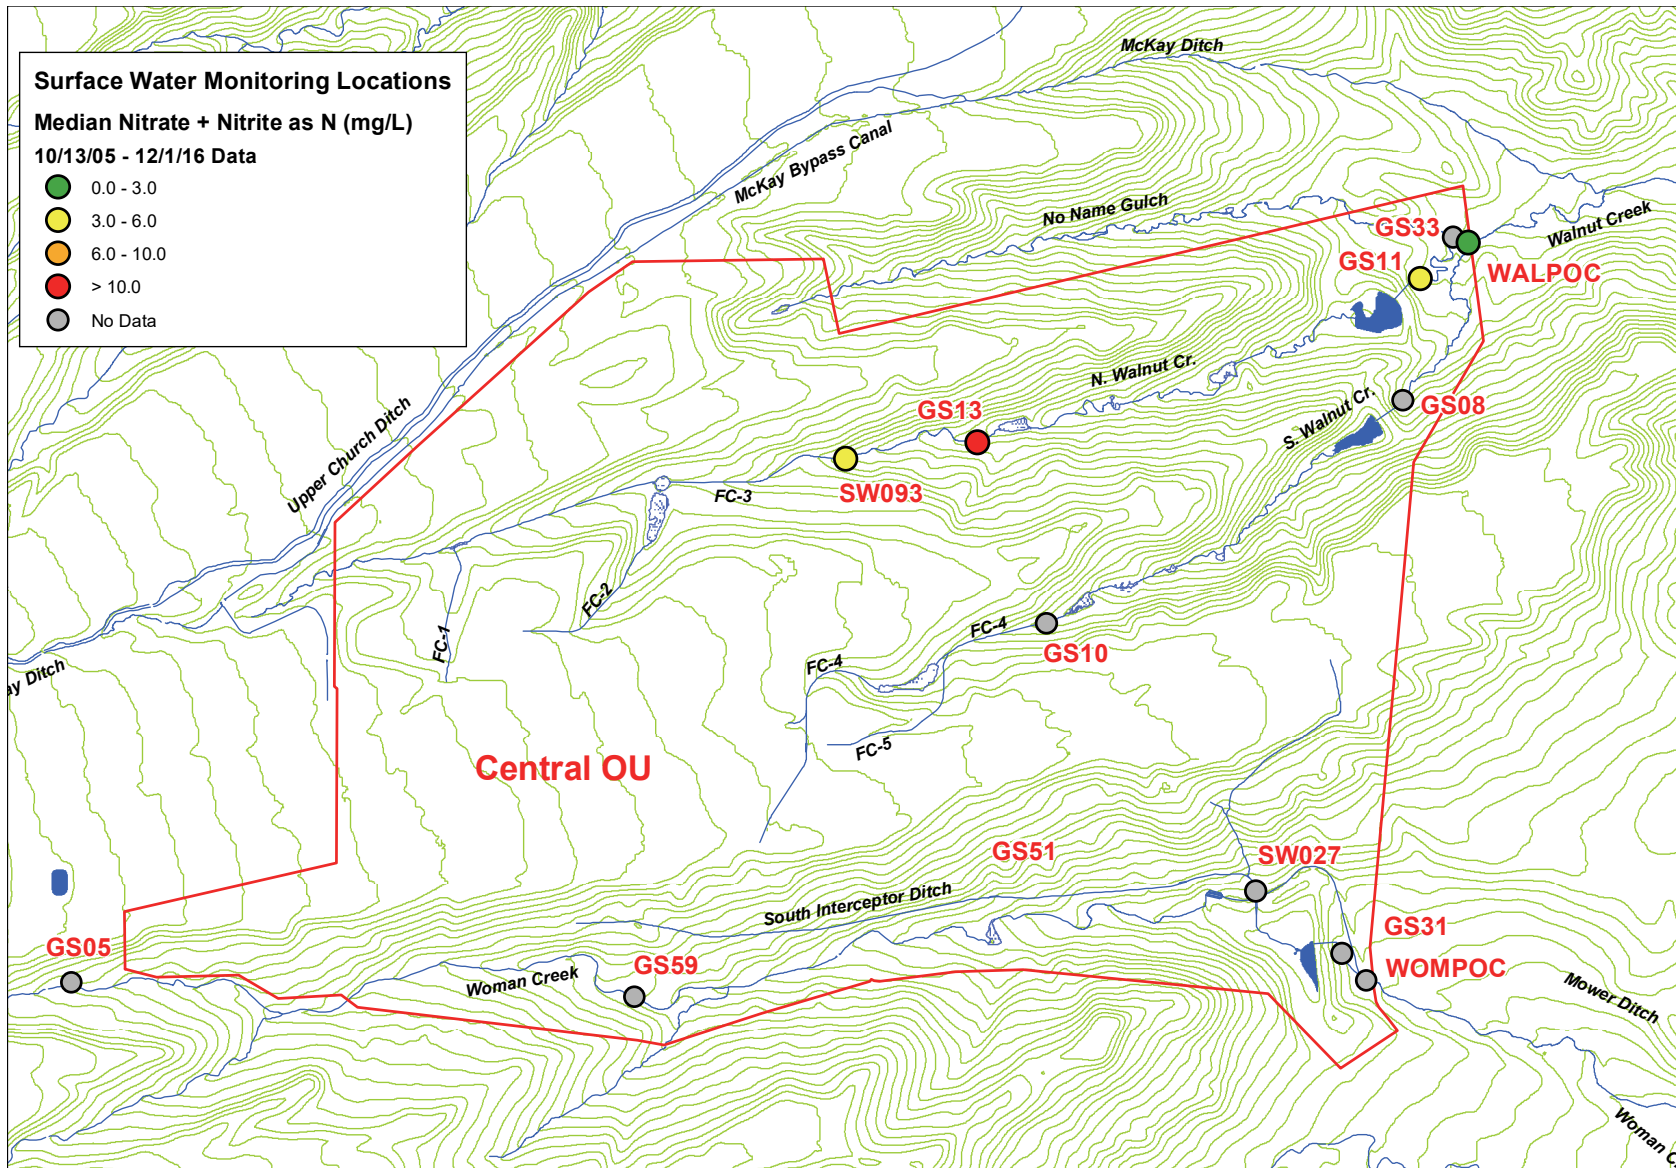 Surface Water Monitoring Locations
Median Nitrate + Nitrite as N (mg/L)
10/13/05 - 12/1/16 Data
0.0 - 3.0
3.0 - 6.0
6.0 - 10.0
> 10.0
No Data
McKay Ditch
McKay Bypass Canal
No Name Gulch
GS33
Walnut Creek
GS11
WALPOC
N. Walnut Cr.
GS13
GS08
S. Walnut Cr.
Upper Church Ditch
SW093
FC-3
FC-2
FC-1
FC-4
GS10
FC-4
ay Ditch
FC-5
Central OU
GS51
SW027
South Interceptor Ditch
GS31
GS05
GS59
WOMPOC
Woman Creek
Mower Ditch
Woman C